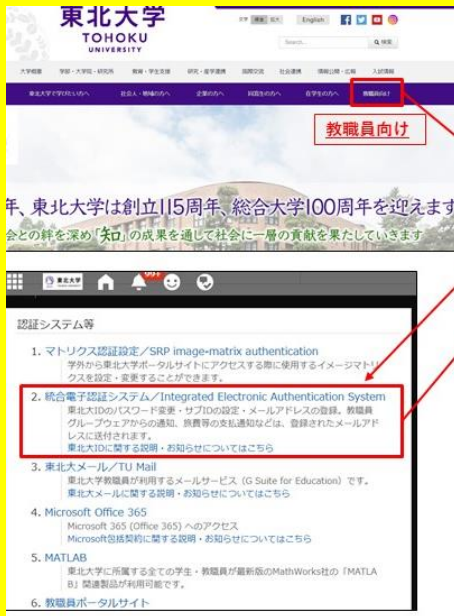 東北大学
TOHOKU
UNIVERSITY
文字 標準 拡大 English
Search... 検索
大学概要 学部・大学院・研究所 教育・学生支援 研究・産学連携 国際交流 社会連携 情報公開・広報 入試情報
東北大学で学びたい方へ 社会人・地域の方へ 企業の方へ 同窓生の方へ 在学生の方へ 教職員向け
教職員向け
年、東北大学は創立115周年、総合大学100周年を迎えます
会との絆を深め「知」の成果を通して社会に一層の貢献を果たしていきます
東北大学 99+
認証システム等
1. マトリクス認証設定／SRP image-matrix authentication
学外から東北大学ポータルサイトにアクセスする際に使用するイメージマトリ
クスを設定・変更することができます。
2. 統合電子認証システム／Integrated Electronic Authentication System
東北大IDのパスワード変更・サブIDの設定・メールアドレスの登録。教職員
グループウェアからの通知、旅費等の支払通知などは、登録されたメールアド
レスに送付されます。
東北大IDに関する説明・お知らせについてはこちら
3. 東北大メール／TU Mail
東北大学教職員が利用するメールサービス（G Suite for Education）です。
東北大メールに関する説明・お知らせについてはこちら
4. Microsoft Office 365
Microsoft 365 (Office 365) へのアクセス
Microsoft包括契約に関する説明・お知らせについてはこちら
5. MATLAB
東北大学に所属する全ての学生・教職員が最新版のMathWorks社の「MATLA
B」関連製品が利用可能です。
6. 教職員ポータルサイト